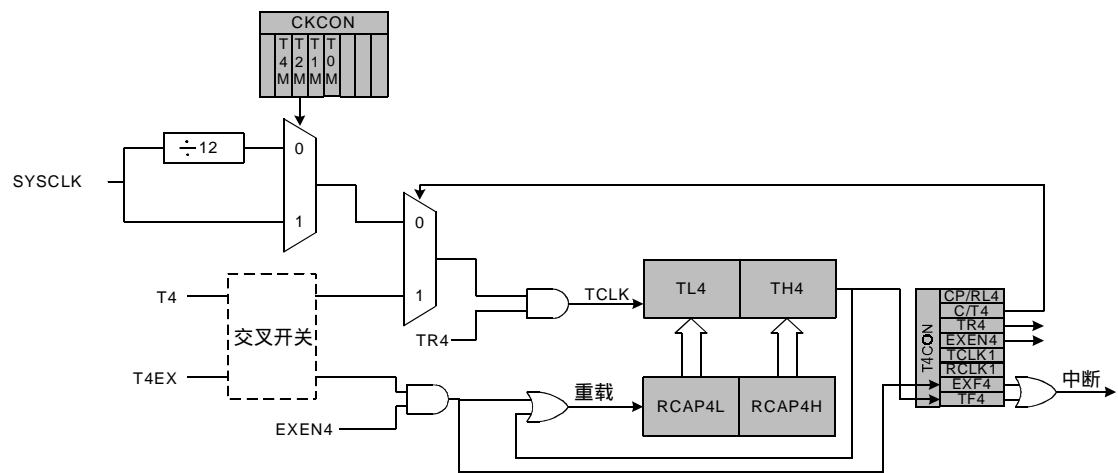 CKCON
T4M T2M T1M T0M
÷12
0
SYSCLK
1
0
T4
1
交叉开关
TCLK
TL4
TH4
TR4
T4EX
EXEN4
重载
RCAP4L
RCAP4H
T4CON
CP/RL4
C/T4
TR4
EXEN4
TCLK1
RCLK1
EXF4
TF4
中断